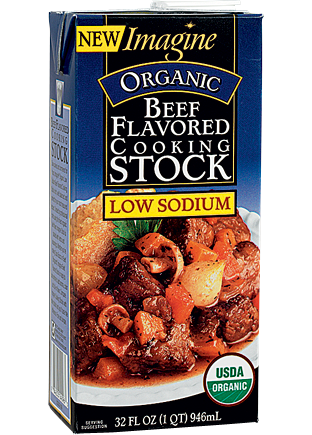 NEW Imagine
ORGANIC
BEEF
FLAVORED
COOKING
STOCK
LOW SODIUM
USDA
ORGANIC
SERVING
SUGGESTION
32 FL OZ (1 QT) 946mL